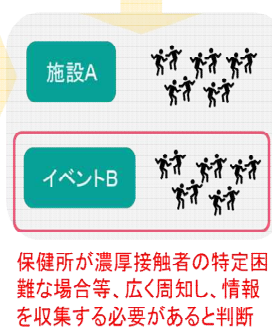 施設A
イベントB
保健所が濃厚接触者の特定困
難な場合等、広く周知し、情報
を収集する必要があると判断